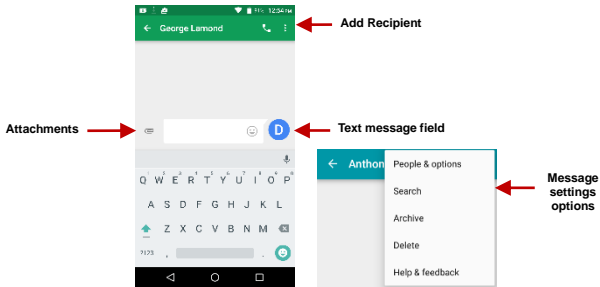 12:54PM
George Lamond
Add Recipient
Attachments
D
Text message field
Q W E R T Y U I O P
A S D F G H J K L
Z X C V B N M
?123 , .
Anthon
People & options
Search
Archive
Delete
Help & feedback
Message
settings
options